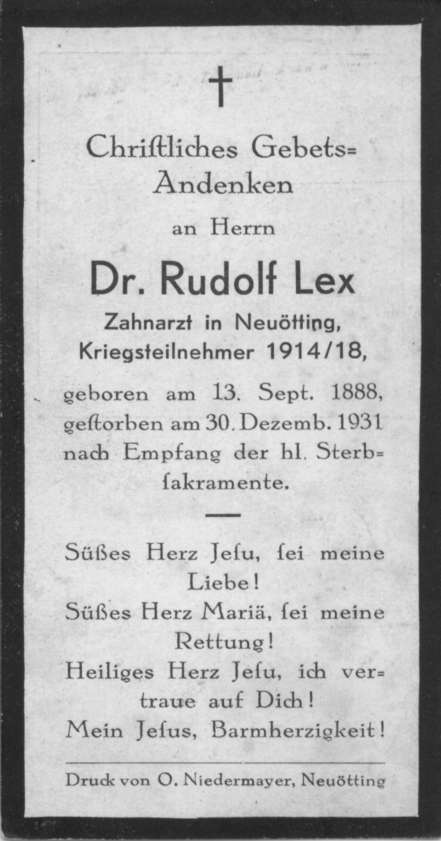 Chriſtliches Gebets=
Andenken
an Herrn
Dr. Rudolf Lex
Zahnarzt in Neuötting,
Kriegsteilnehmer 1914/18,
geboren am 13. Sept. 1888,
geſtorben am 30. Dezemb. 1931
nach Empfang der hl. Sterb=
ſakramente.
Süßes Herz Jeſu, ſei meine
Liebe!
Süßes Herz Mariä, ſei meine
Rettung!
Heiliges Herz Jeſu, ich ver=
traue auf Dich!
Mein Jeſus, Barmherzigkeit!
Druck von O. Niedermayer, Neuötting